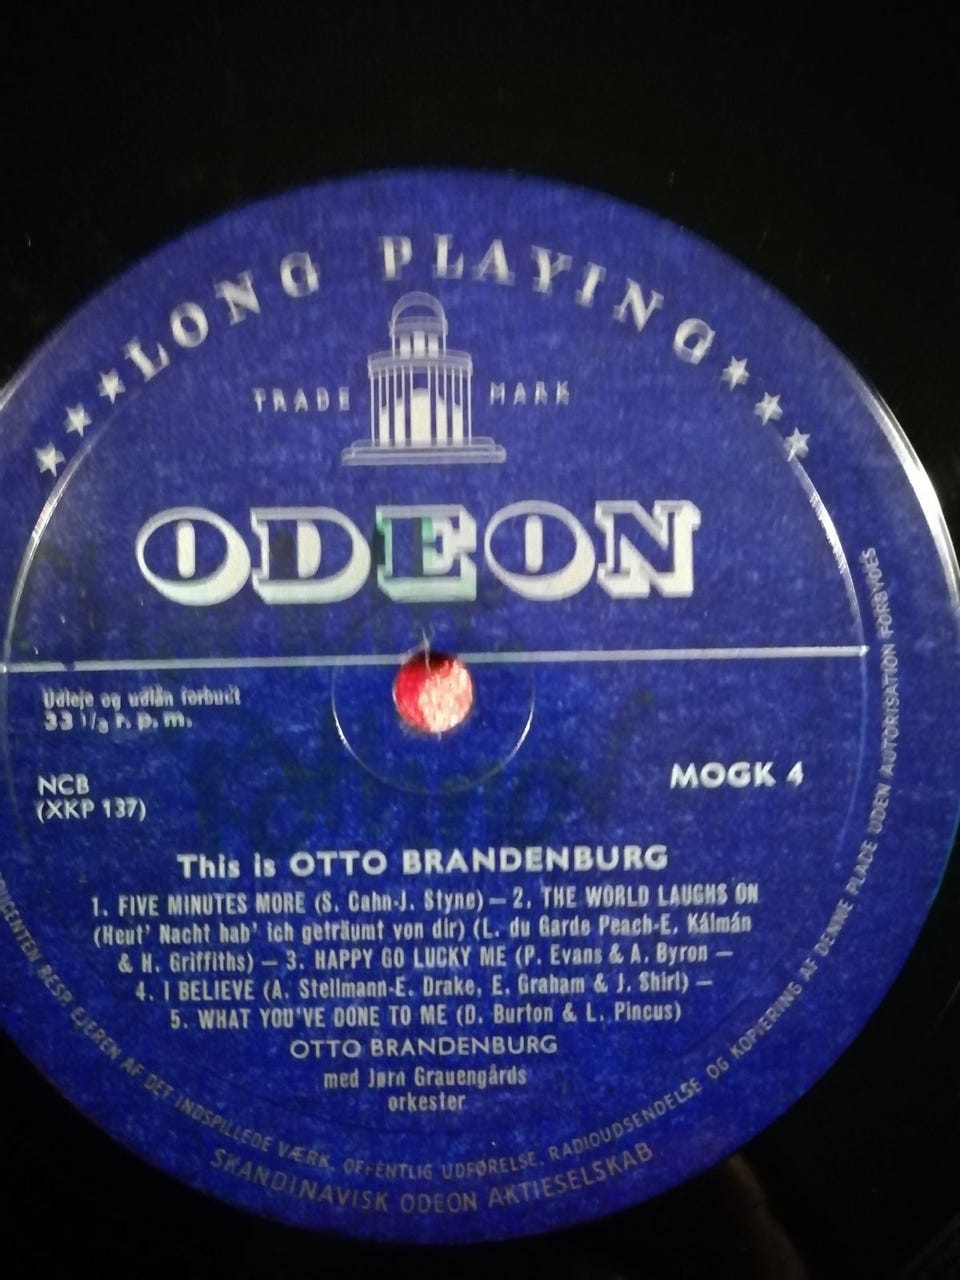 LONG PLAYING
TRADE MARK
ODEON
Udleje og udlån forbudt
33 1/3 r. p. m.
NCB
(XKP 137)
MOGK 4
This is OTTO BRANDENBURG
1. FIVE MINUTES MORE (S. Cahn-J. Styne) — 2. THE WORLD LAUGHS ON
(Heut' Nacht hab' ich geträumt von dir) (L. du Garde Peach-E. Kálmán
& H. Griffiths) — 3. HAPPY GO LUCKY ME (P. Evans & A. Byron —
4. I BELIEVE (A. Stellmann-E. Drake, E. Graham & J. Shirl) —
5. WHAT YOU'VE DONE TO ME (D. Burton & L. Pincus)
OTTO BRANDENBURG
med Jørn Grauengårds
orkester
BESP. EJEREN AF DET INDSPILLEDE VÆRK. OFFENTLIG UDFØRELSE. RADIOUDSENDELSE OG KOPIERING AF DENNE PLADE UDEN AUTORISATION FORBYDES
SKANDINAVISK ODEON AKTIESELSKAB